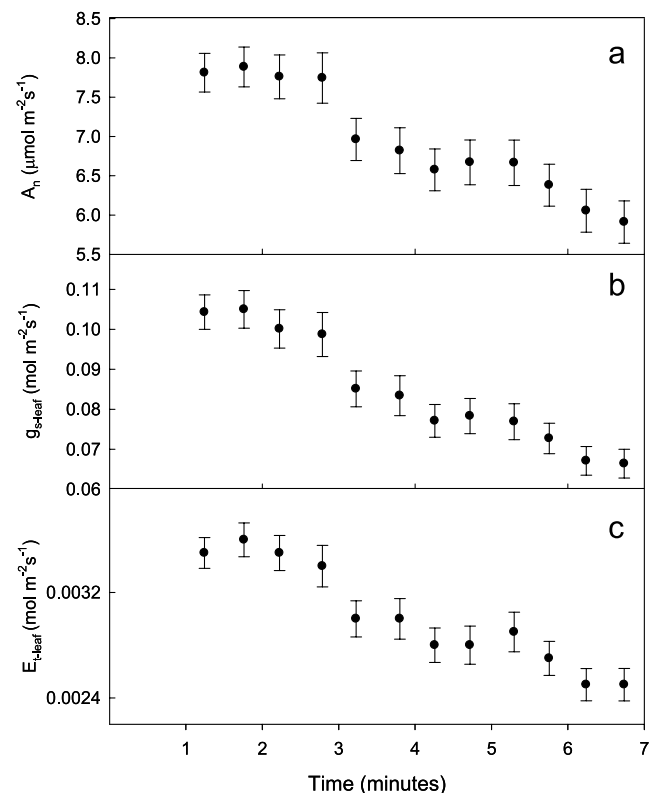 8.5
8.0
7.5
7.0
6.5
6.0
5.5
Aₙ (μmol m⁻²s⁻¹)
a
0.11
0.10
0.09
0.08
0.07
0.06
gₛ₋ₗₑₐf (mol m⁻²s⁻¹)
b
0.0032
0.0024
Eₜ₋ₗₑₐf (mol m⁻²s⁻¹)
c
1 2 3 4 5 6 7
Time (minutes)